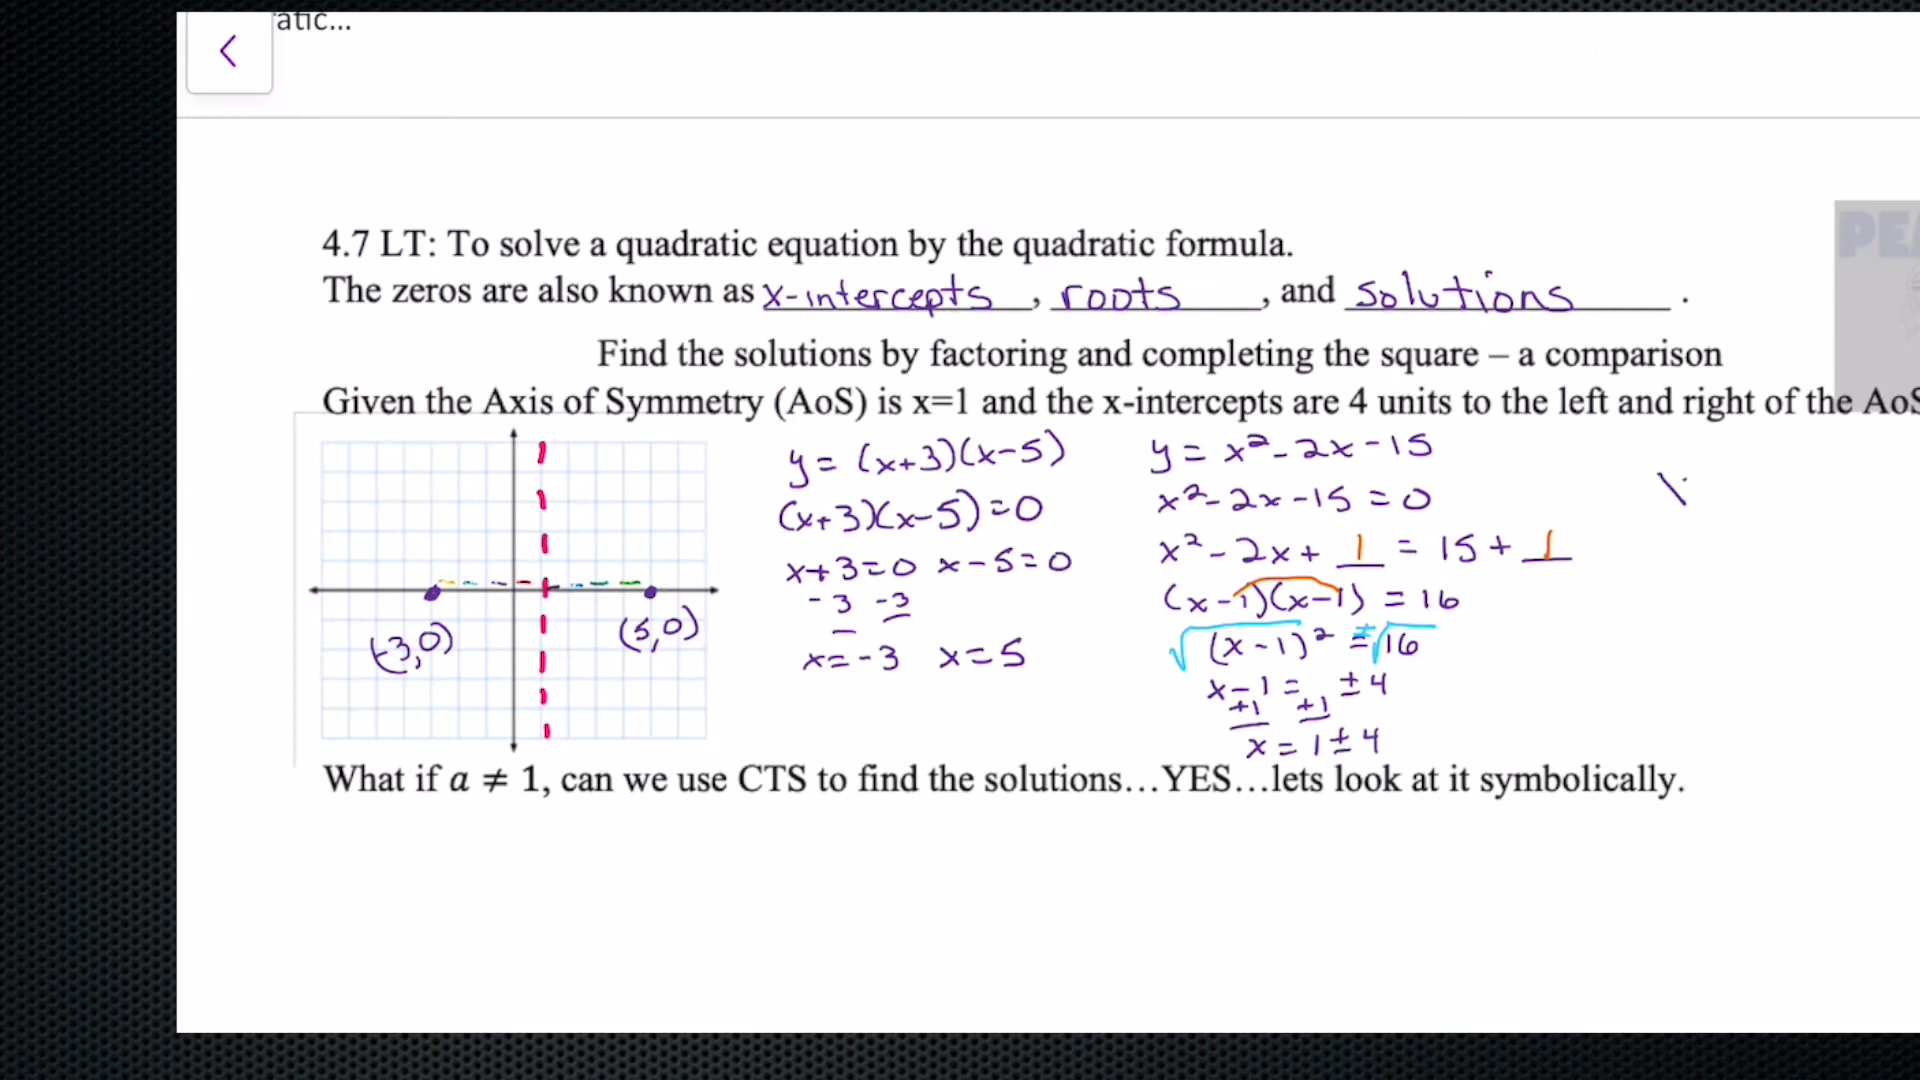 atic...
PE
4.7 LT: To solve a quadratic equation by the quadratic formula.
The zeros are also known as x-intercepts, roots, and solutions.
Find the solutions by factoring and completing the square – a comparison
Given the Axis of Symmetry (AoS) is x=1 and the x-intercepts are 4 units to the left and right of the AoS
(-3,0)
(5,0)
y = (x+3)(x-5)
(x+3)(x-5)=0
x+3=0 x-5=0
-3 -3
x=-3 x=5
y = x²-2x-15
x²-2x-15 = 0
x²-2x+ 1 = 15+ 1
(x-1)(x-1) = 16
√(x-1)² = ±√16
x-1 = ±4
+1 +1
x = 1±4
What if a ≠ 1, can we use CTS to find the solutions…YES…lets look at it symbolically.